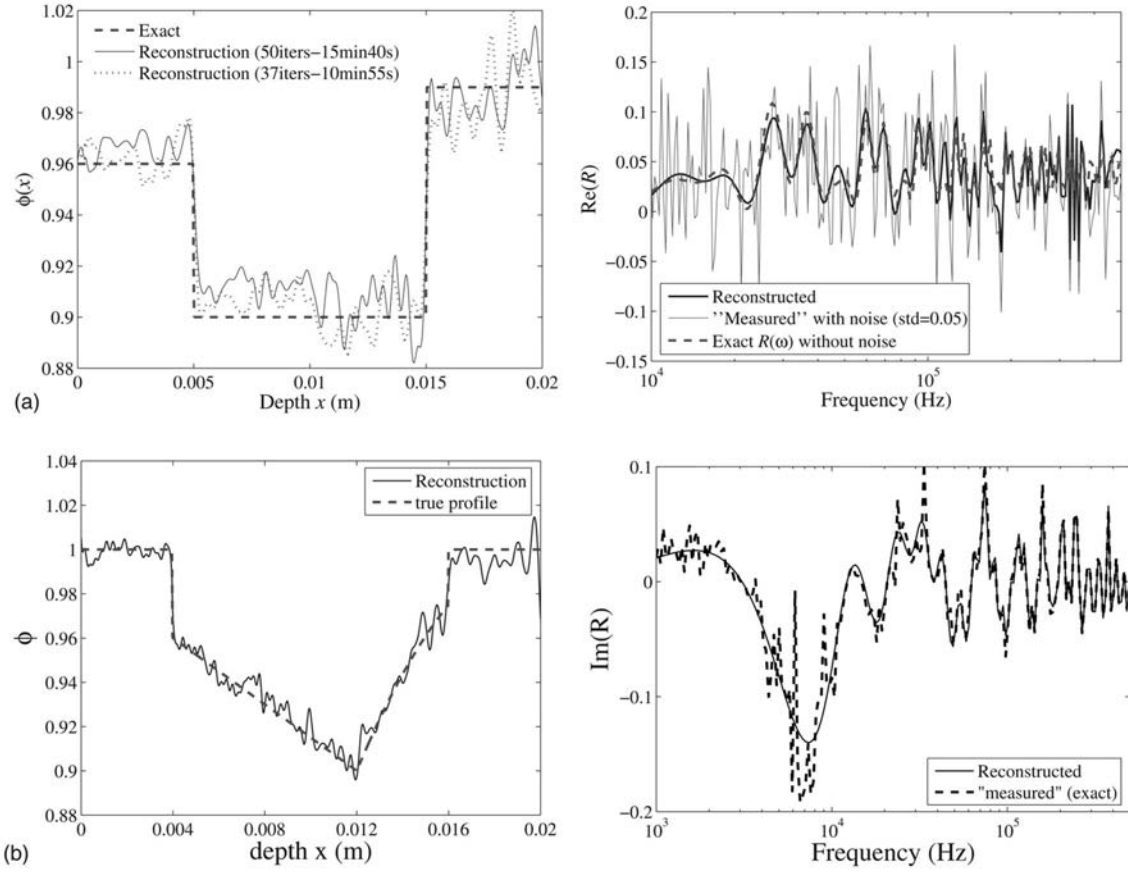 1
0.98
0.96
0.94
0.92
0.9
0.88
ϕ(x)
Exact
Reconstruction (50iters−15min40s)
Reconstruction (37iters−10min55s)
0 0.005 0.01 0.015 0.02
Depth x (m)
(a)
0.2
0.15
0.1
0.05
0
−0.05
−0.1
−0.15
Re(R)
Reconstructed
’’Measured’’ with noise (std=0.05)
Exact R(ω) without noise
10^4 10^5
Frequency (Hz)
1.04
1.02
1
0.98
0.96
0.94
0.92
0.9
0.88
ϕ
Reconstruction
true profile
0 0.004 0.008 0.012 0.016 0.02
depth x (m)
(b)
0.1
0
−0.1
−0.2
Im(R)
Reconstructed
"measured" (exact)
10^3 10^4 10^5
Frequency (Hz)